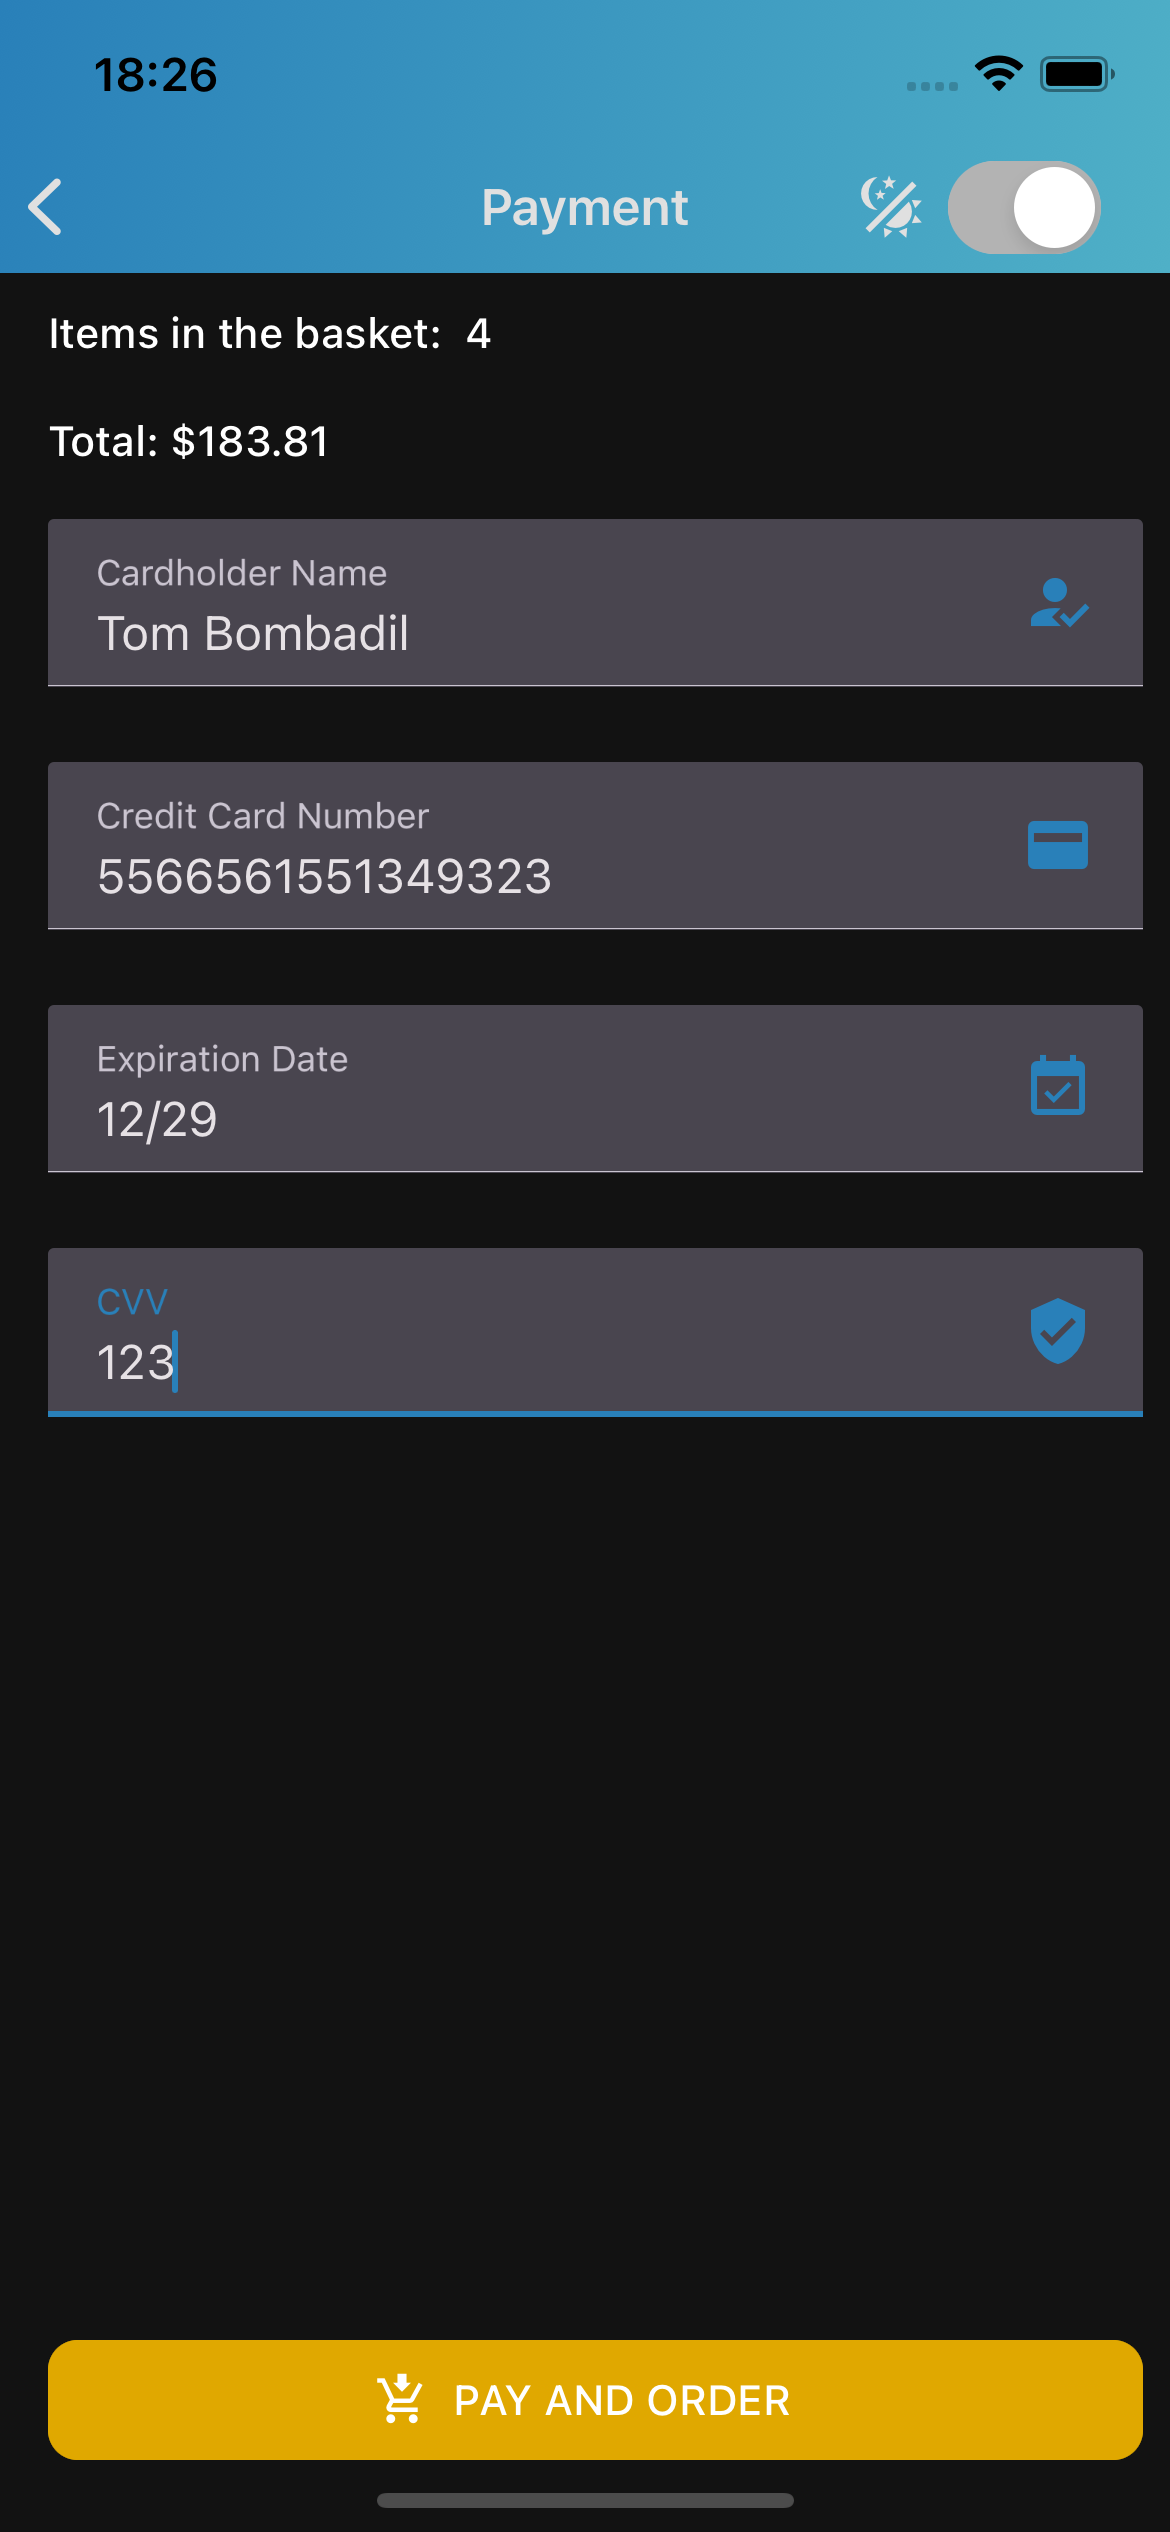 18:26
Payment
Items in the basket: 4
Total: $183.81
Cardholder Name
Tom Bombadil
Credit Card Number
5566561551349323
Expiration Date
12/29
CVV
123
PAY AND ORDER